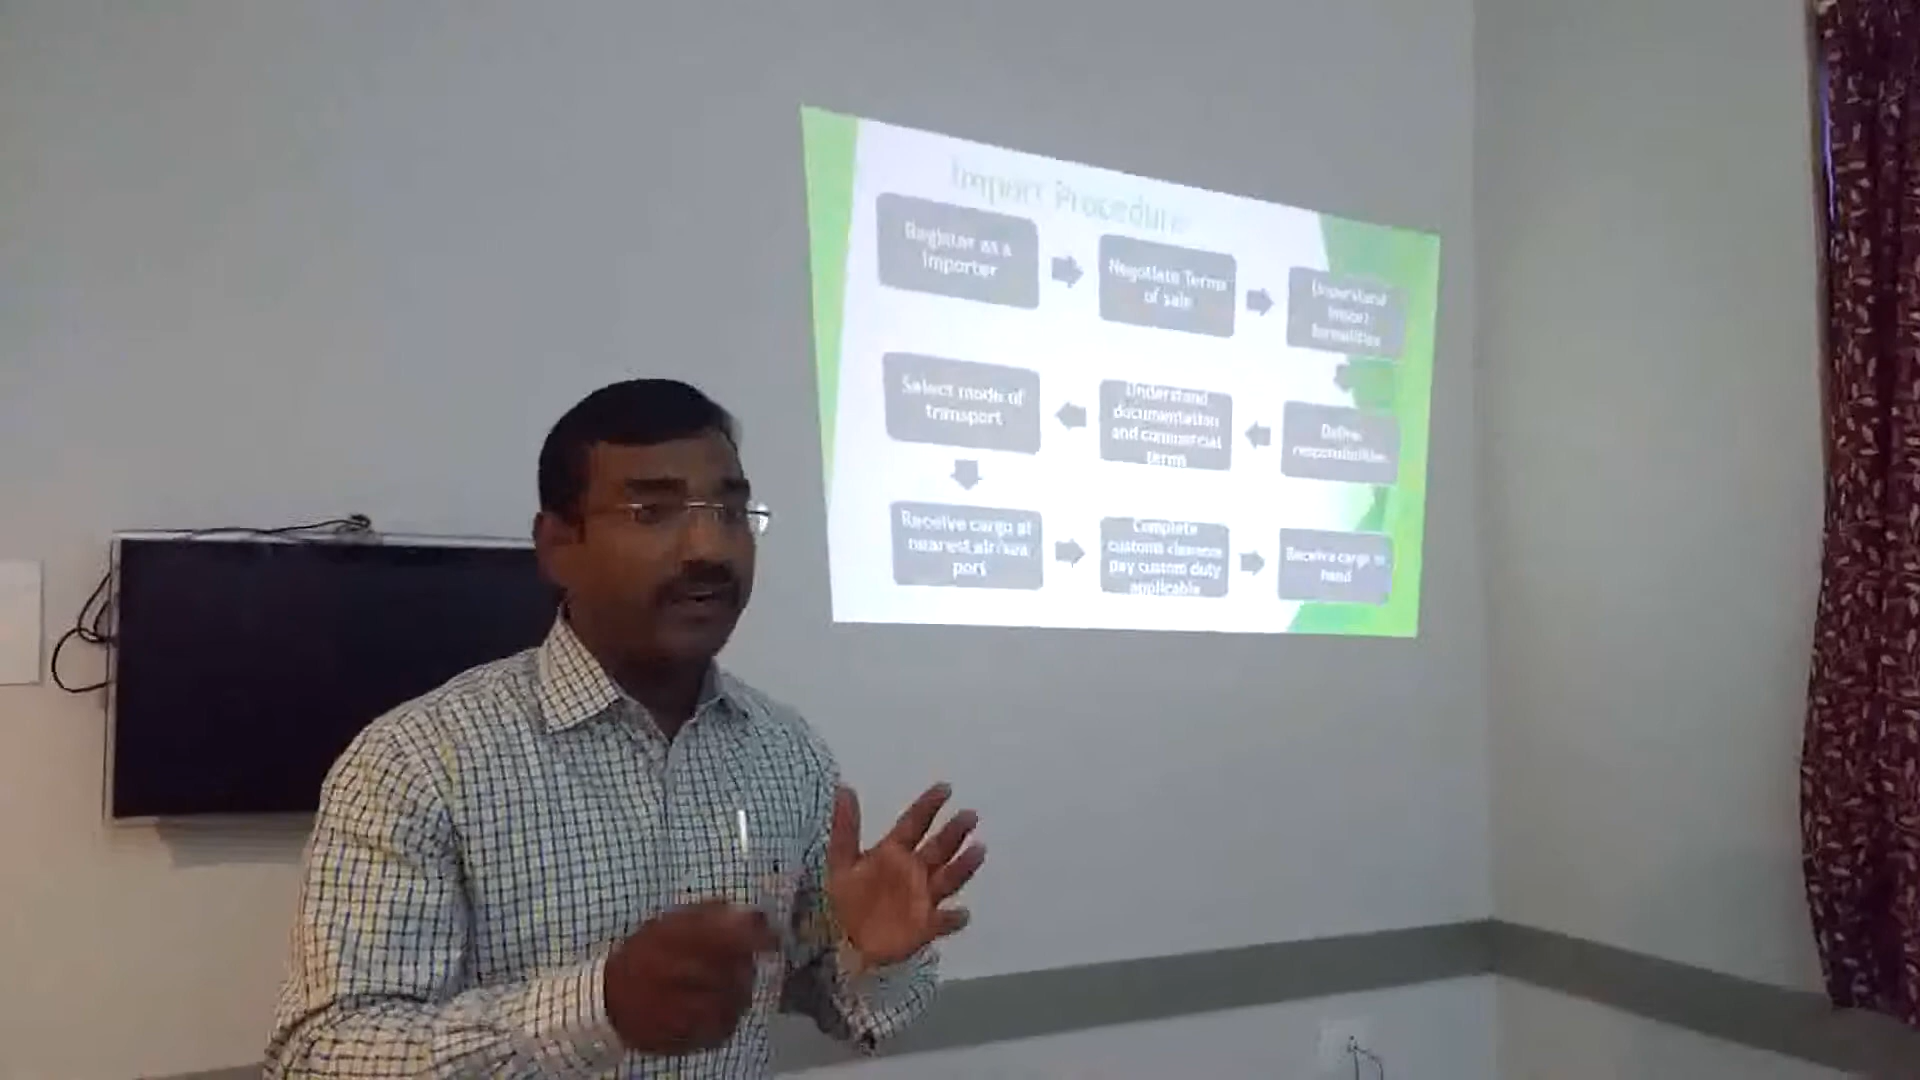 Import Procedure
Register as a
importer
Negotiate Terms
of sale
Understand
import
formalities
Select mode of
transport
Understand
documentation
and commercial
terms
Define
responsibilities
Receive cargo at
nearest air/sea
port
Complete
customs clearance
pay custom duty
applicable
Receive cargo in
hand